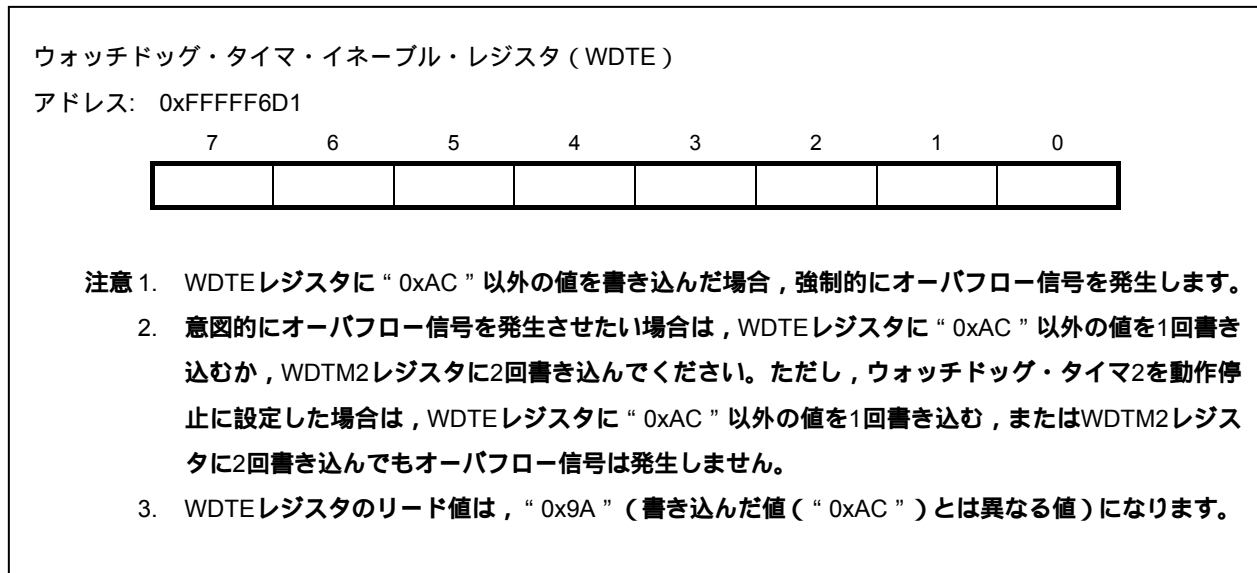 ウォッチドッグ・タイマ・イネーブル・レジスタ（WDTE）
アドレス: 0xFFFFF6D1
7 6 5 4 3 2 1 0
注意 1. WDTEレジスタに“0xAC”以外の値を書き込んだ場合，強制的にオーバフロー信号を発生します。
2. 意図的にオーバフロー信号を発生させたい場合は，WDTEレジスタに“0xAC”以外の値を1回書き
込むか，WDTM2レジスタに2回書き込んでください。ただし，ウォッチドッグ・タイマ2を動作停
止に設定した場合は，WDTEレジスタに“0xAC”以外の値を1回書き込む，またはWDTM2レジス
タに2回書き込んでもオーバフロー信号は発生しません。
3. WDTEレジスタのリード値は，“0x9A”（書き込んだ値（“0xAC”）とは異なる値）になります。